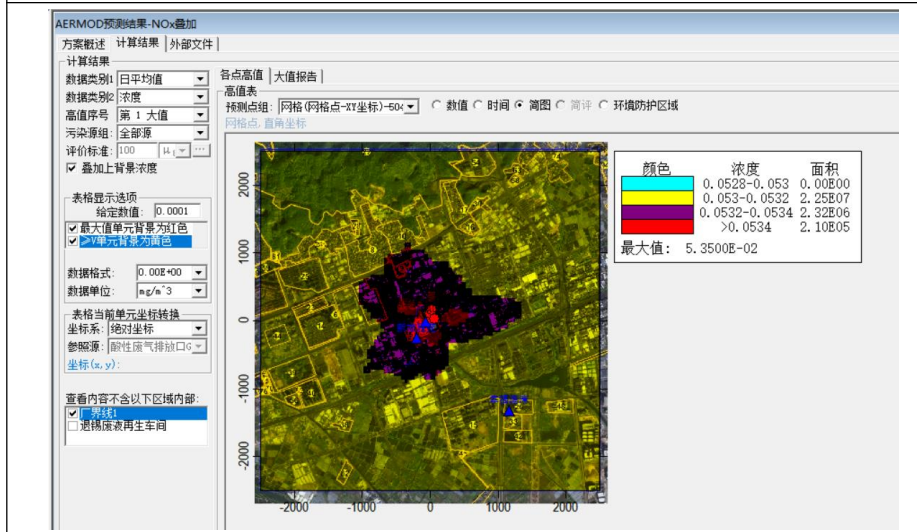 AERMOD预测结果-NOx叠加
方案概述 计算结果 外部文件
计算结果
数据类别1 日平均值
数据类别2 浓度
高值序号 第 1 大值
污染源组: 全部源
评价标准: 100
叠加上背景浓度
表格显示选项
给定数值: 0.0001
最大值单元背景为红色
≥V单元背景为黄色
数据格式: 0.00E+00
数据单位: mg/m^3
表格当前单元坐标转换
坐标系: 绝对坐标
参照源: 酸性废气排放口G
坐标(x,y):
查看内容不含以下区域内部:
厂界线1
退锡废液再生车间
各点高值 大值报告
高值表
预测点组: 网格(网格点-XY坐标)-50 数值 时间 简图 简评 环境防护区域
网格点,直角坐标
颜色 浓度 面积
0.0528-0.053 0.00E00
0.053-0.0532 2.25E07
0.0532-0.0534 2.32E06
>0.0534 2.10E05
最大值: 5.3500E-02
2000
1000
0
-1000
-2000
-2000 -1000 0 1000 2000